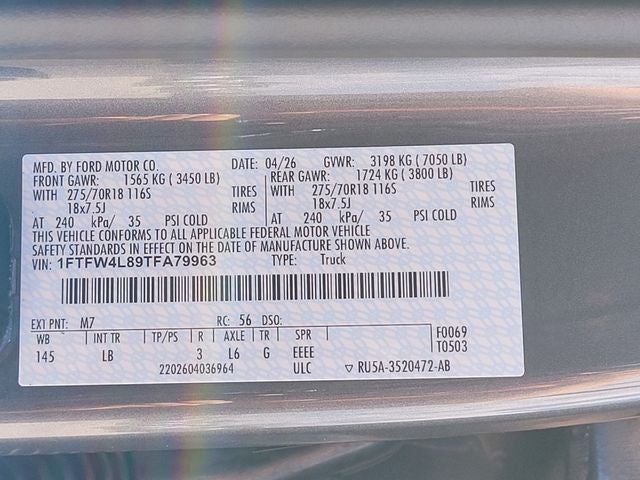 MFD. BY FORD MOTOR CO. DATE: 04/26 GVWR: 3198 KG ( 7050 LB)
FRONT GAWR: 1565 KG ( 3450 LB) REAR GAWR: 1724 KG ( 3800 LB)
WITH 275/70R18 116S TIRES WITH 275/70R18 116S TIRES
18x7.5J RIMS 18x7.5J RIMS
AT 240 kPa/ 35 PSI COLD AT 240 kPa/ 35 PSI COLD
THIS VEHICLE CONFORMS TO ALL APPLICABLE FEDERAL MOTOR VEHICLE
SAFETY STANDARDS IN EFFECT ON THE DATE OF MANUFACTURE SHOWN ABOVE.
VIN: 1FTFW4L89TFA79963 TYPE: Truck
EXT PNT: M7 RC: 56 DSO: F0069
WB INT TR TP/PS R AXLE TR SPR T0503
145 LB 3 L6 G EEEE
2202604036964 ULC ▽ RU5A-3520472-AB